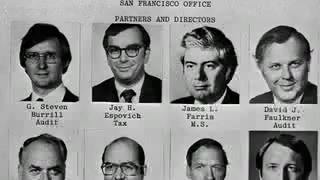 SAN FRANCISCO OFFICE
PARTNERS AND DIRECTORS
G. Steven
Burrill
Audit
Jay H.
Espovich
Tax
James L.
Farris
M.S.
David J.
Faulkner
Audit